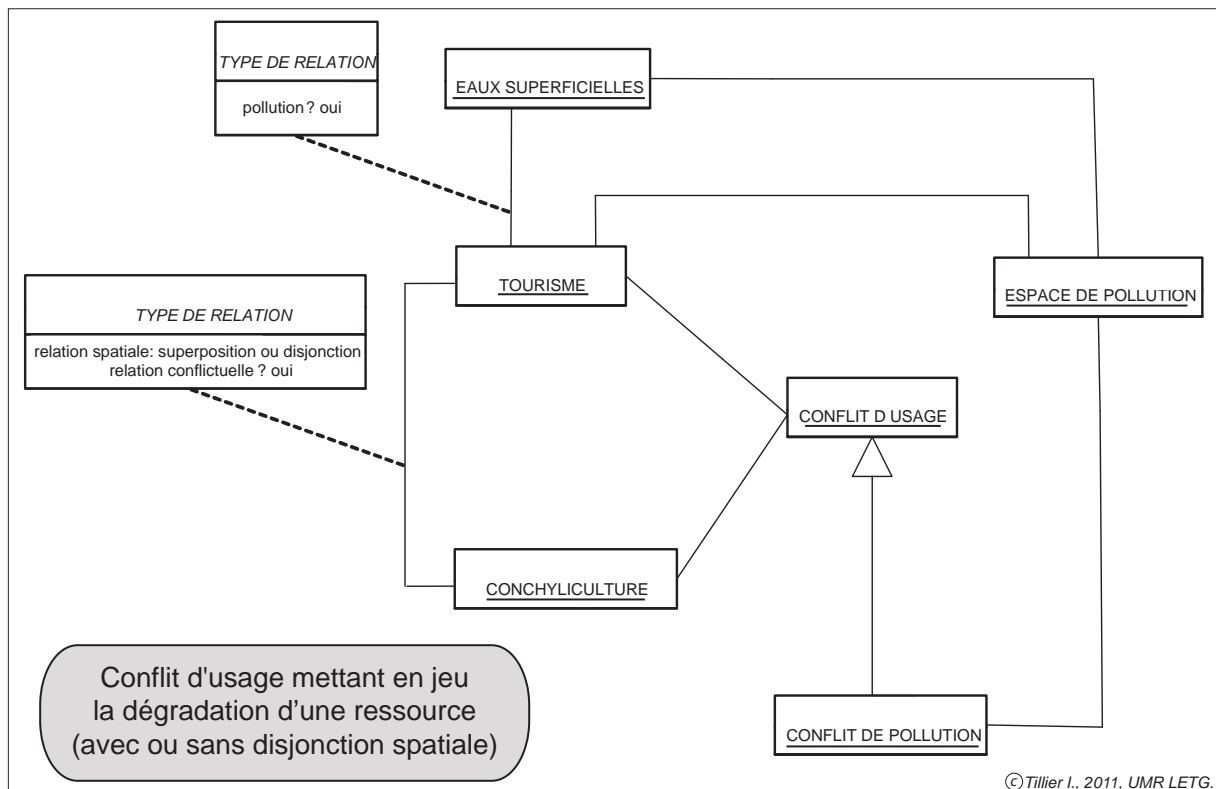 TYPE DE RELATION
pollution ? oui
EAUX SUPERFICIELLES
TOURISME
ESPACE DE POLLUTION
TYPE DE RELATION
relation spatiale: superposition ou disjonction
relation conflictuelle ? oui
CONFLIT D USAGE
CONCHYLICULTURE
Conflit d'usage mettant en jeu
la dégradation d’une ressource
(avec ou sans disjonction spatiale)
CONFLIT DE POLLUTION
©Tillier I., 2011, UMR LETG.